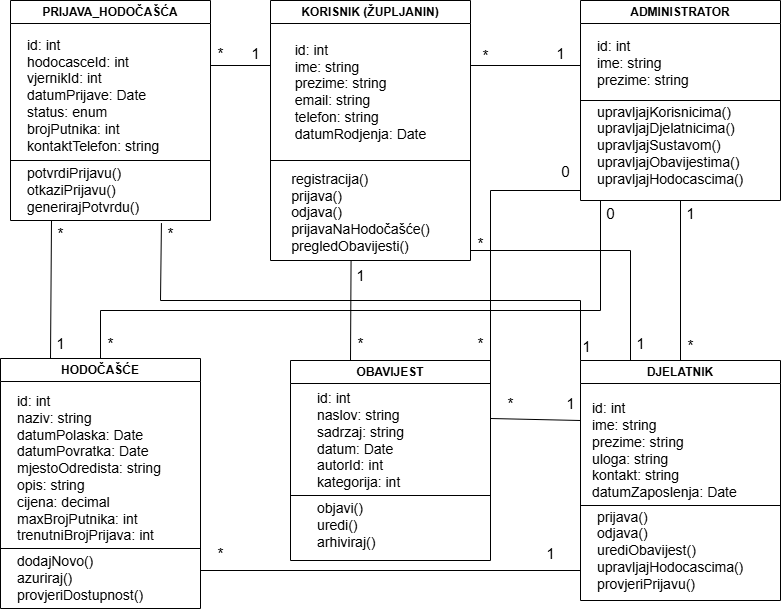 PRIJAVA_HODOČAŠĆA
id: int
hodocasceId: int
vjernikId: int
datumPrijave: Date
status: enum
brojPutnika: int
kontaktTelefon: string
potvrdiPrijavu()
otkaziPrijavu()
generirajPotvrdu()
* 1
KORISNIK (ŽUPLJANIN)
id: int
ime: string
prezime: string
email: string
telefon: string
datumRodjenja: Date
registracija()
prijava()
odjava()
prijavaNaHodočašće()
pregledObavijesti()
* 1
ADMINISTRATOR
id: int
ime: string
prezime: string
upravljajKorisnicima()
upravljajDjelatnicima()
upravljajSustavom()
upravljajObavijestima()
upravljajHodocascima()
0
* * * 0 1
1
1 * * * 1 1 *
HODOČAŠĆE
id: int
naziv: string
datumPolaska: Date
datumPovratka: Date
mjestoOdredista: string
opis: string
cijena: decimal
maxBrojPutnika: int
trenutniBrojPrijava: int
dodajNovo()
azuriraj()
provjeriDostupnost()
OBAVIJEST
id: int
naslov: string
sadrzaj: string
datum: Date
autorId: int
kategorija: int
objavi()
uredi()
arhiviraj()
* 1
* 1
DJELATNIK
id: int
ime: string
prezime: string
uloga: string
kontakt: string
datumZaposlenja: Date
prijava()
odjava()
urediObavijest()
upravljajHodocascima()
provjeriPrijavu()